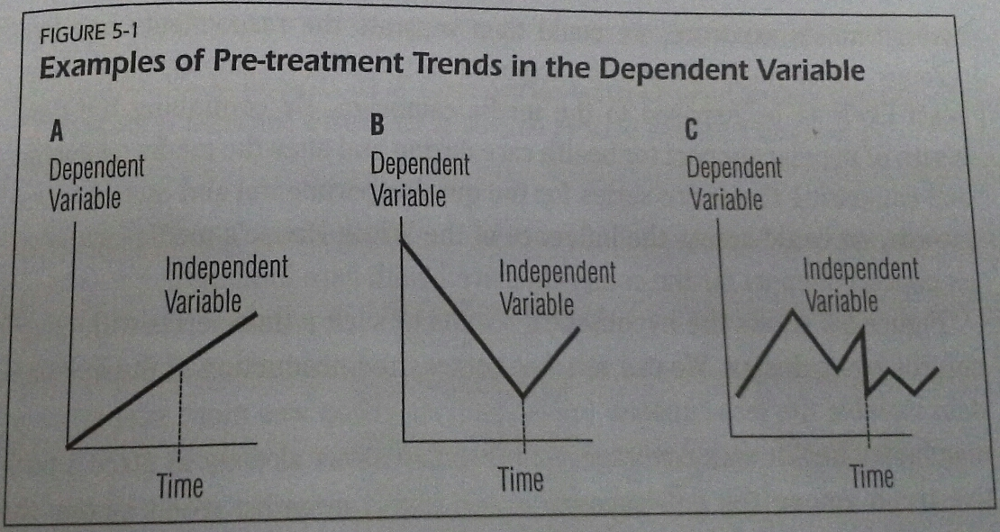 FIGURE 5-1
Examples of Pre-treatment Trends in the Dependent Variable
A
Dependent
Variable
Independent
Variable
Time
B
Dependent
Variable
Independent
Variable
Time
C
Dependent
Variable
Independent
Variable
Time